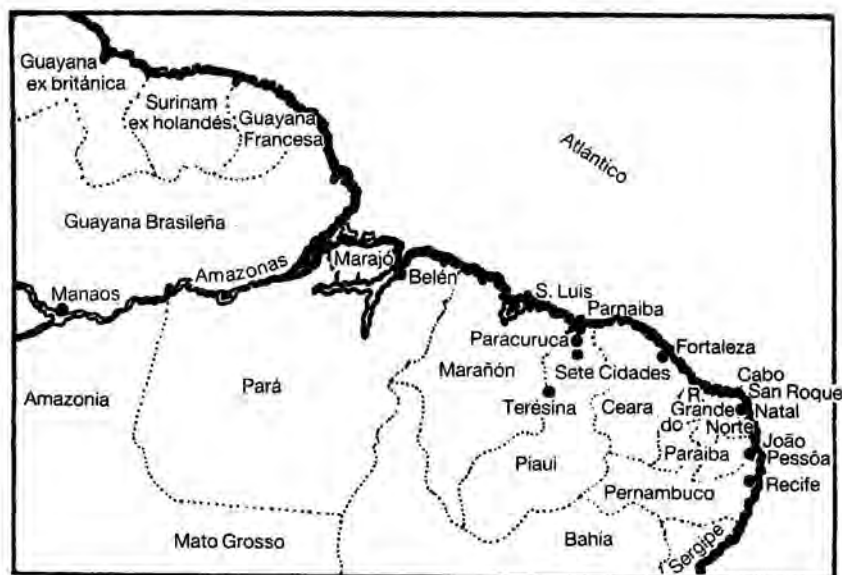 Guayana
ex británica
Surinam
ex holandés
Guayana
Francesa
Atlántico
Guayana Brasileña
Amazonas
Marajó
Belén
Manaos
S. Luis
Parnaiba
Paracuruca
Fortaleza
Marañón
Sete Cidades
Cabo
San Roque
Amazonia
Pará
Terésina
Ceara
R.
Grande
do
Norte
Natal
João
Pessôa
Paraiba
Piaui
Recife
Pernambuco
Mato Grosso
Bahía
Sergipe